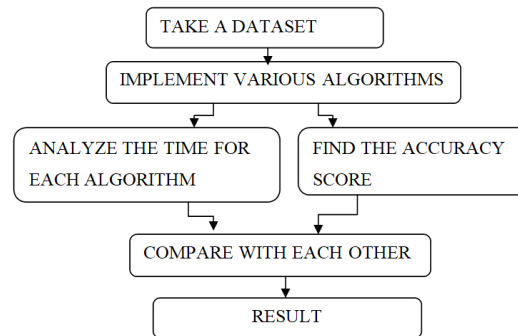 TAKE A DATASET
IMPLEMENT VARIOUS ALGORITHMS
ANALYZE THE TIME FOR
EACH ALGORITHM
FIND THE ACCURACY
SCORE
COMPARE WITH EACH OTHER
RESULT